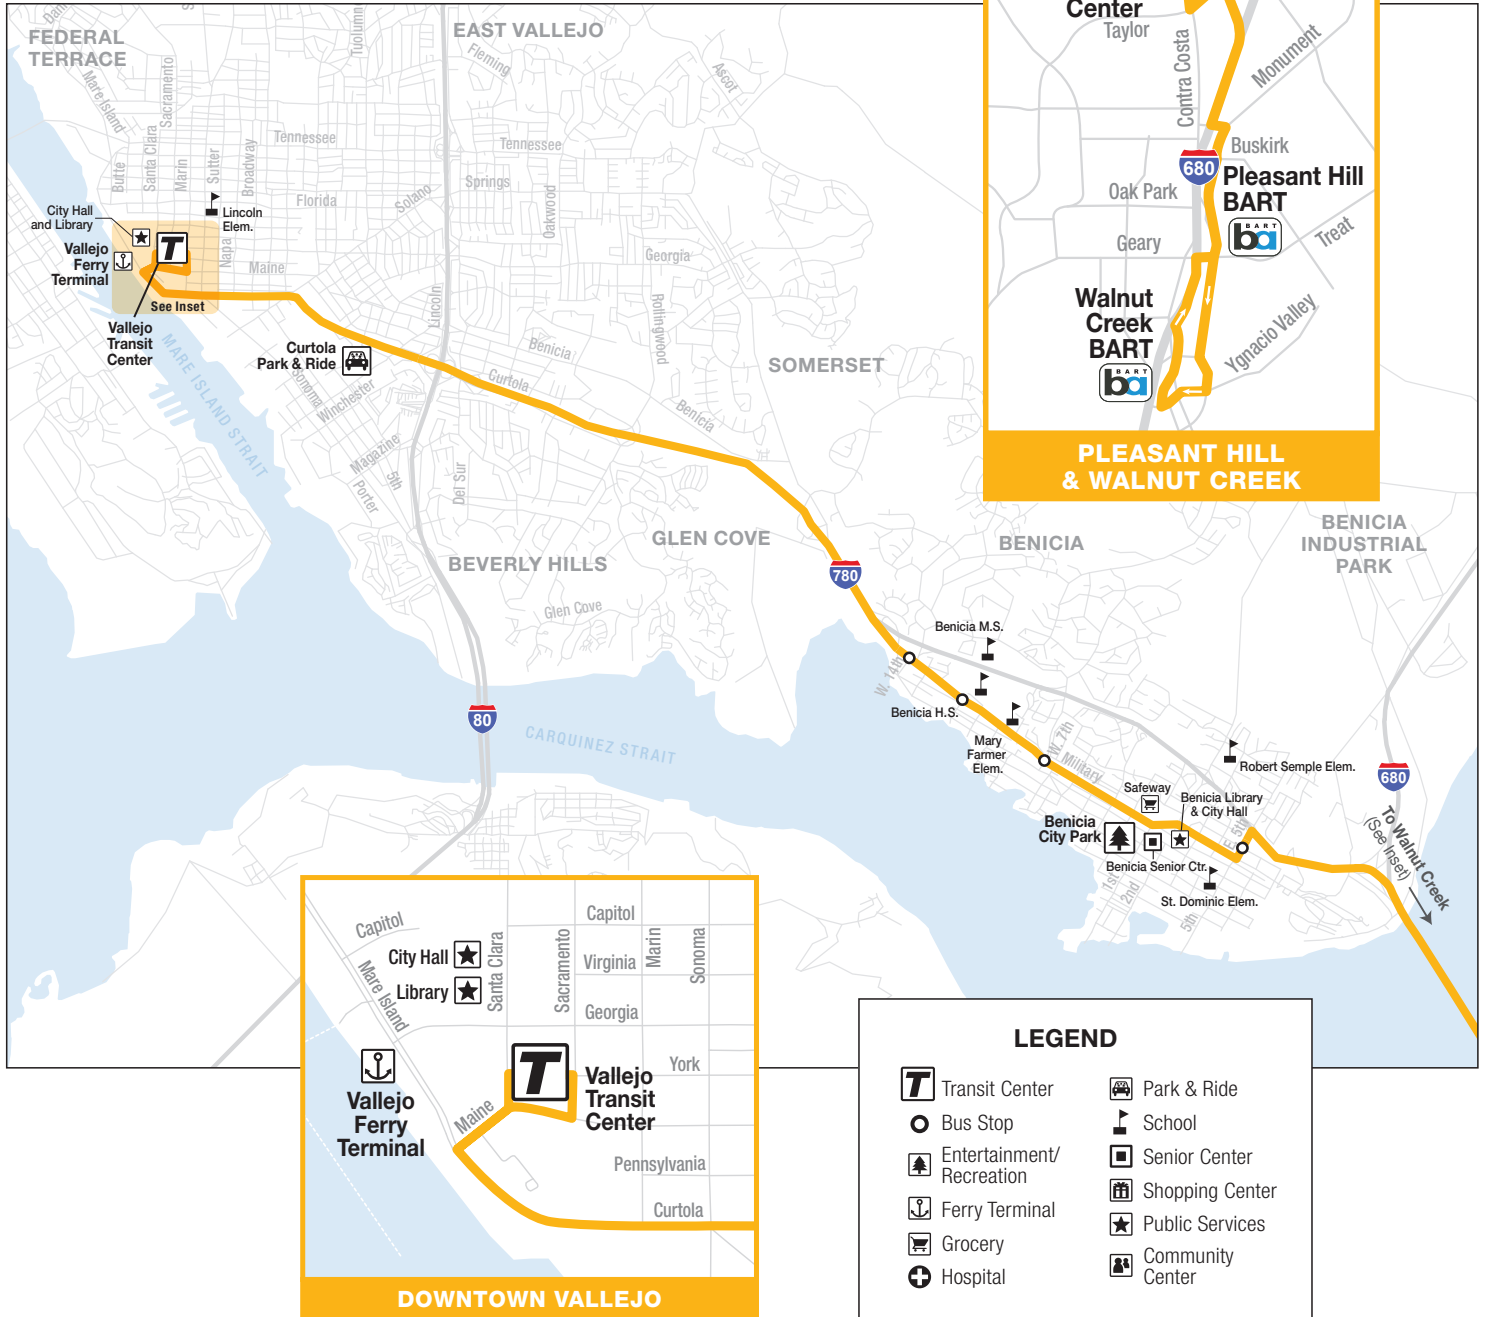 FEDERAL
TERRACE
Tuolumn
EAST VALLEJO
Fleming
Ascot
Mare Island
Sacramento
Santa Clara
Butte
Marin
Sutter
Broadway
Tennessee
Tennessee
Springs
Oakwood
Florida
Solano
City Hall
and Library
Lincoln
Elem.
T
Vallejo
Ferry
Terminal
Napa
Maine
Georgia
See Inset
Vallejo
Transit
Center
MARE ISLAND STRAIT
Lincoln
Rollingwood
Curtola
Park & Ride
Benicia
Curtola
Benicia
SOMERSET
Sonoma
Winchester
Magazine
5th
Porter
Del Sur
GLEN COVE
BEVERLY HILLS
Glen Cove
780
BENICIA
BENICIA
INDUSTRIAL
PARK
80
CARQUINEZ STRAIT
Benicia M.S.
W. 14th
Benicia H.S.
Mary
Farmer
Elem.
W. 7th
Military
Robert Semple Elem.
680
Safeway
Benicia Library
& City Hall
Benicia
City Park
E. 5th
Benicia Senior Ctr.
St. Dominic Elem.
1st
2nd
5th
To Walnut Creek
(See Inset)
Center
Taylor
Contra Costa
Monument
Buskirk
680
Pleasant Hill
BART
BART
ba
Oak Park
Geary
Treat
Walnut
Creek
BART
BART
ba
Ygnacio Valley
PLEASANT HILL
& WALNUT CREEK
Capitol
Capitol
City Hall
Library
Mare Island
Santa Clara
Sacramento
Virginia
Marin
Sonoma
Georgia
York
T
Vallejo
Transit
Center
Vallejo
Ferry
Terminal
Maine
Pennsylvania
Curtola
DOWNTOWN VALLEJO
LEGEND
T
Transit Center
Bus Stop
Entertainment/
Recreation
Ferry Terminal
Grocery
Hospital
Park & Ride
School
Senior Center
Shopping Center
Public Services
Community
Center